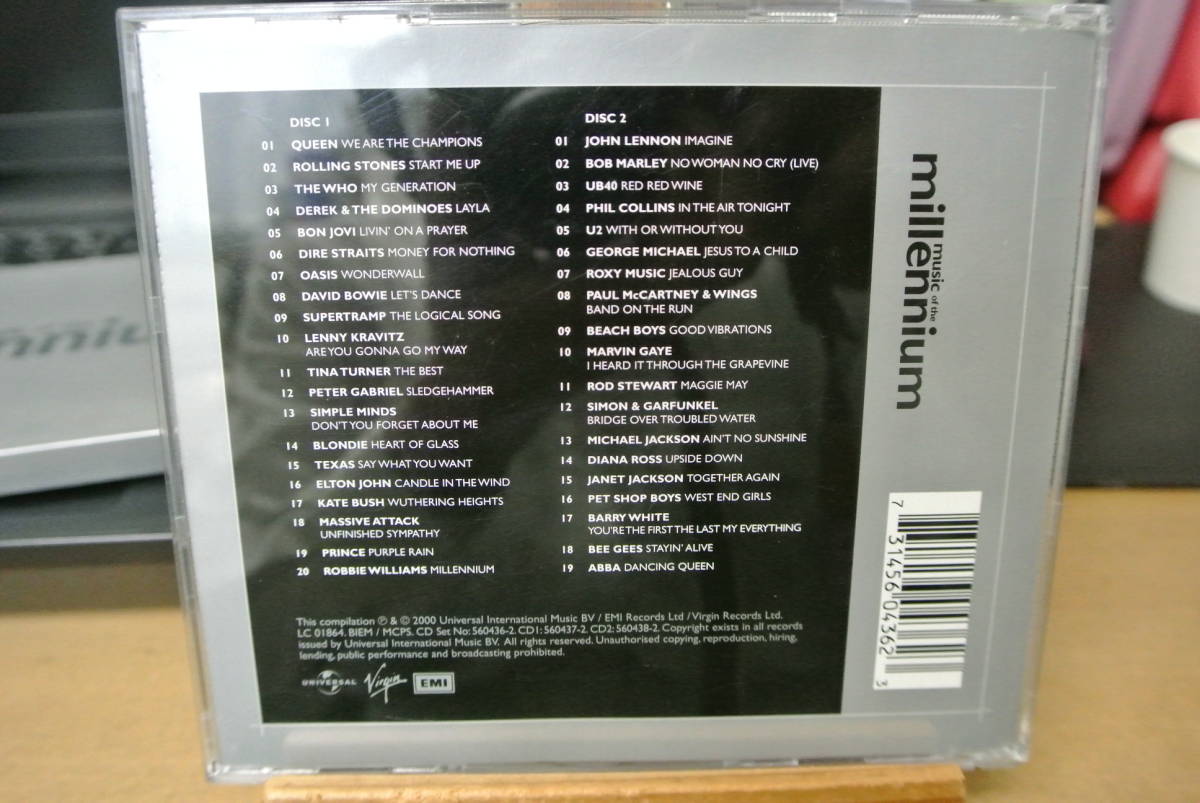 DISC 1
01 QUEEN WE ARE THE CHAMPIONS
02 ROLLING STONES START ME UP
03 THE WHO MY GENERATION
04 DEREK & THE DOMINOES LAYLA
05 BON JOVI LIVIN' ON A PRAYER
06 DIRE STRAITS MONEY FOR NOTHING
07 OASIS WONDERWALL
08 DAVID BOWIE LET'S DANCE
09 SUPERTRAMP THE LOGICAL SONG
10 LENNY KRAVITZ
ARE YOU GONNA GO MY WAY
11 TINA TURNER THE BEST
12 PETER GABRIEL SLEDGEHAMMER
13 SIMPLE MINDS
DON'T YOU FORGET ABOUT ME
14 BLONDIE HEART OF GLASS
15 TEXAS SAY WHAT YOU WANT
16 ELTON JOHN CANDLE IN THE WIND
17 KATE BUSH WUTHERING HEIGHTS
18 MASSIVE ATTACK
UNFINISHED SYMPATHY
19 PRINCE PURPLE RAIN
20 ROBBIE WILLIAMS MILLENNIUM
DISC 2
01 JOHN LENNON IMAGINE
02 BOB MARLEY NO WOMAN NO CRY (LIVE)
03 UB40 RED RED WINE
04 PHIL COLLINS IN THE AIR TONIGHT
05 U2 WITH OR WITHOUT YOU
06 GEORGE MICHAEL JESUS TO A CHILD
07 ROXY MUSIC JEALOUS GUY
08 PAUL McCARTNEY & WINGS
BAND ON THE RUN
09 BEACH BOYS GOOD VIBRATIONS
10 MARVIN GAYE
I HEARD IT THROUGH THE GRAPEVINE
11 ROD STEWART MAGGIE MAY
12 SIMON & GARFUNKEL
BRIDGE OVER TROUBLED WATER
13 MICHAEL JACKSON AIN'T NO SUNSHINE
14 DIANA ROSS UPSIDE DOWN
15 JANET JACKSON TOGETHER AGAIN
16 PET SHOP BOYS WEST END GIRLS
17 BARRY WHITE
YOU'RE THE FIRST THE LAST MY EVERYTHING
18 BEE GEES STAYIN' ALIVE
19 ABBA DANCING QUEEN
This compilation ℗ & © 2000 Universal International Music BV / EMI Records Ltd / Virgin Records Ltd.
LC 01864. BIEM / MCPS. CD Set No: 560436-2. CD1: 560437-2. CD2: 560438-2. Copyright exists in all records
issued by Universal International Music BV. All rights reserved. Unauthorised copying, reproduction, hiring,
lending, public performance and broadcasting prohibited.
UNIVERSAL Virgin EMI
music of the
millennium
7 31456 04362 3